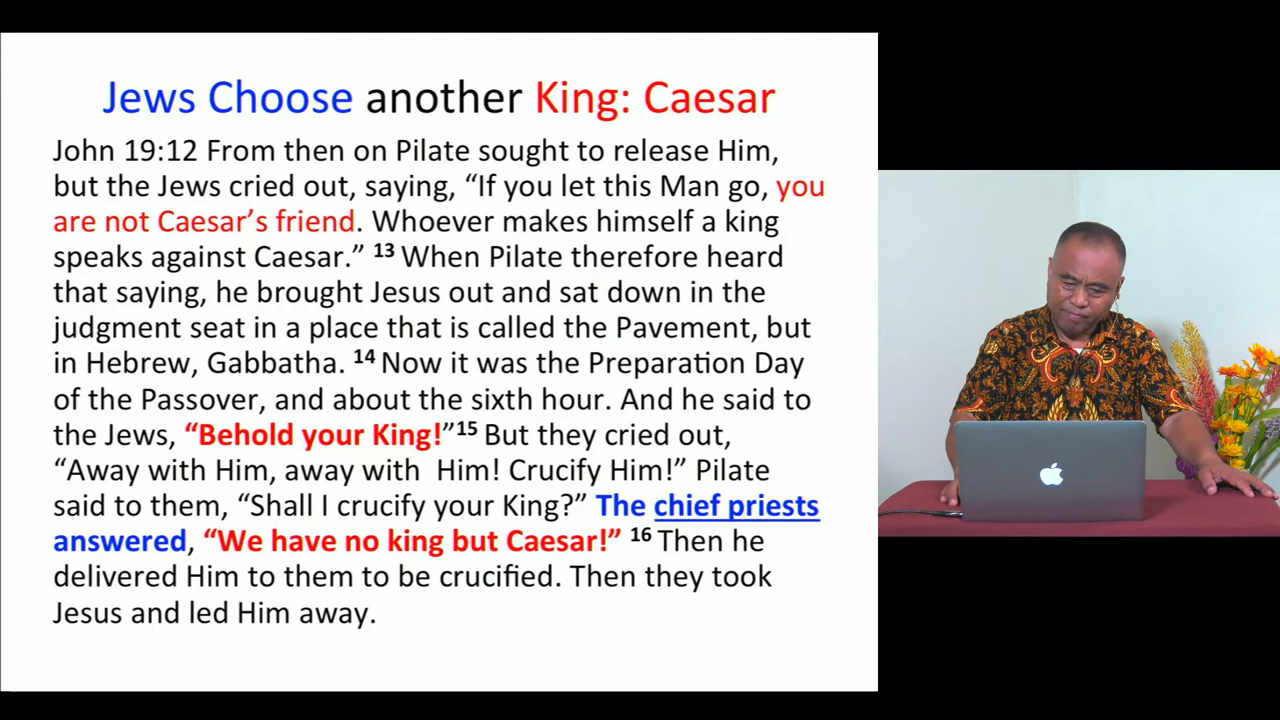 Jews Choose another King: Caesar
John 19:12 From then on Pilate sought to release Him,
but the Jews cried out, saying, “If you let this Man go, you
are not Caesar’s friend. Whoever makes himself a king
speaks against Caesar.” 13 When Pilate therefore heard
that saying, he brought Jesus out and sat down in the
judgment seat in a place that is called the Pavement, but
in Hebrew, Gabbatha. 14 Now it was the Preparation Day
of the Passover, and about the sixth hour. And he said to
the Jews, “Behold your King!”15 But they cried out,
“Away with Him, away with  Him! Crucify Him!” Pilate
said to them, “Shall I crucify your King?” The chief priests
answered, “We have no king but Caesar!” 16 Then he
delivered Him to them to be crucified. Then they took
Jesus and led Him away.